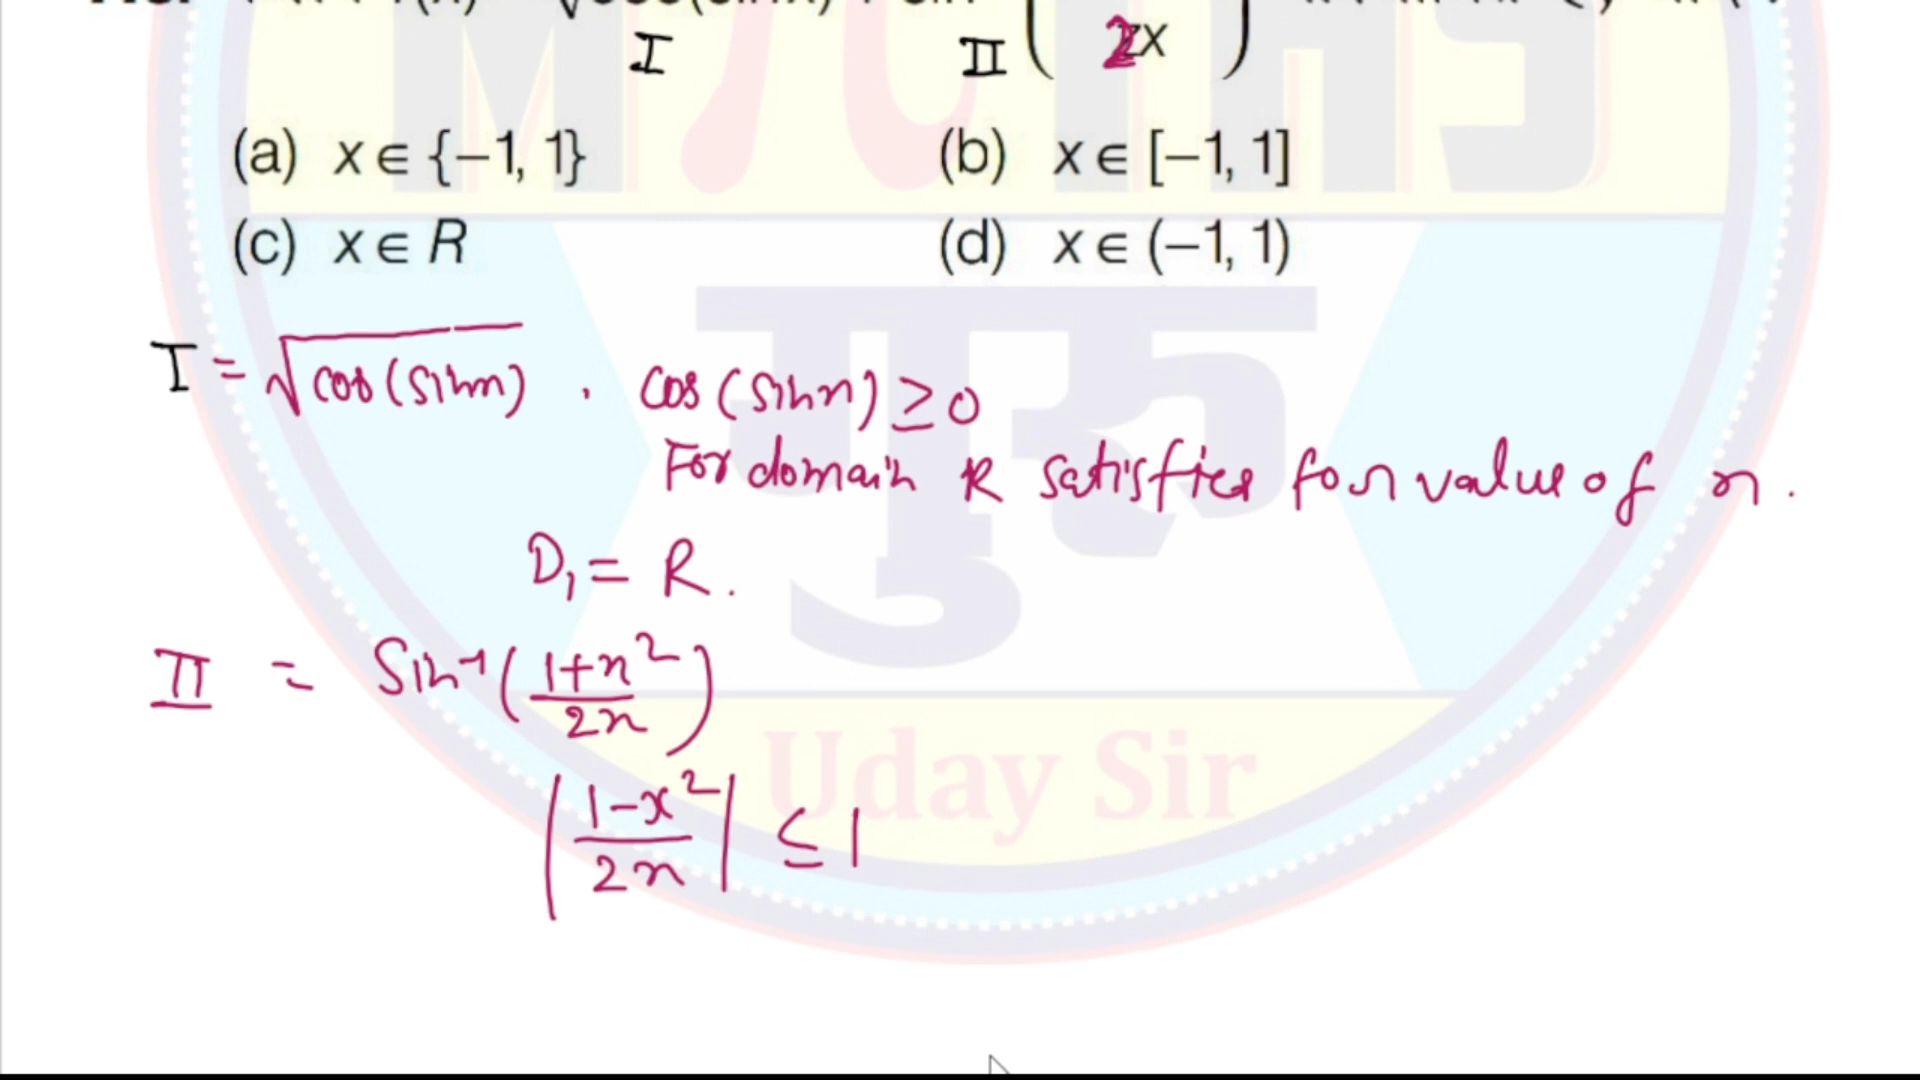 I II ( 2x )
(a) x ∈ {–1, 1} (b) x ∈ [–1, 1]
(c) x ∈ R (d) x ∈ (–1, 1)
I = √cos(sinx) . cos(sinx) ≥ 0
For domain R satisfies for value of x.
D₁ = R.
II = Sin⁻¹(1+x²/2x)
|1-x²/2x| ≤ 1
गुरु
Uday Sir